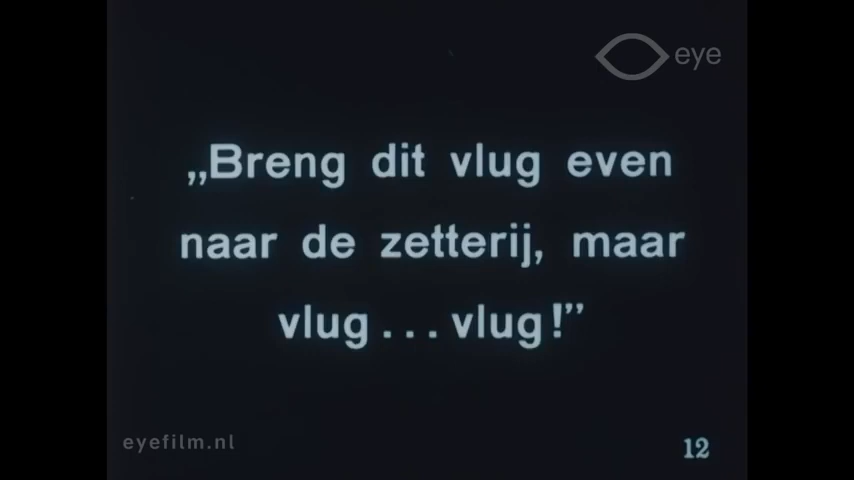 eye
„Breng dit vlug even
naar de zetterij, maar
vlug... vlug!”
eyefilm.nl
12